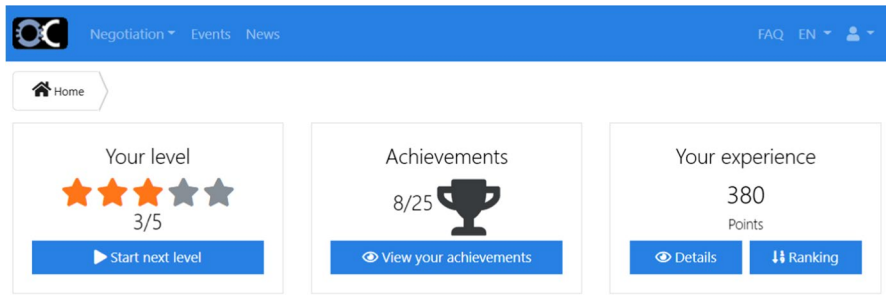 Negotiation Events News FAQ EN
Home
Your level
3/5
Start next level
Achievements
8/25
View your achievements
Your experience
380
Points
Details Ranking